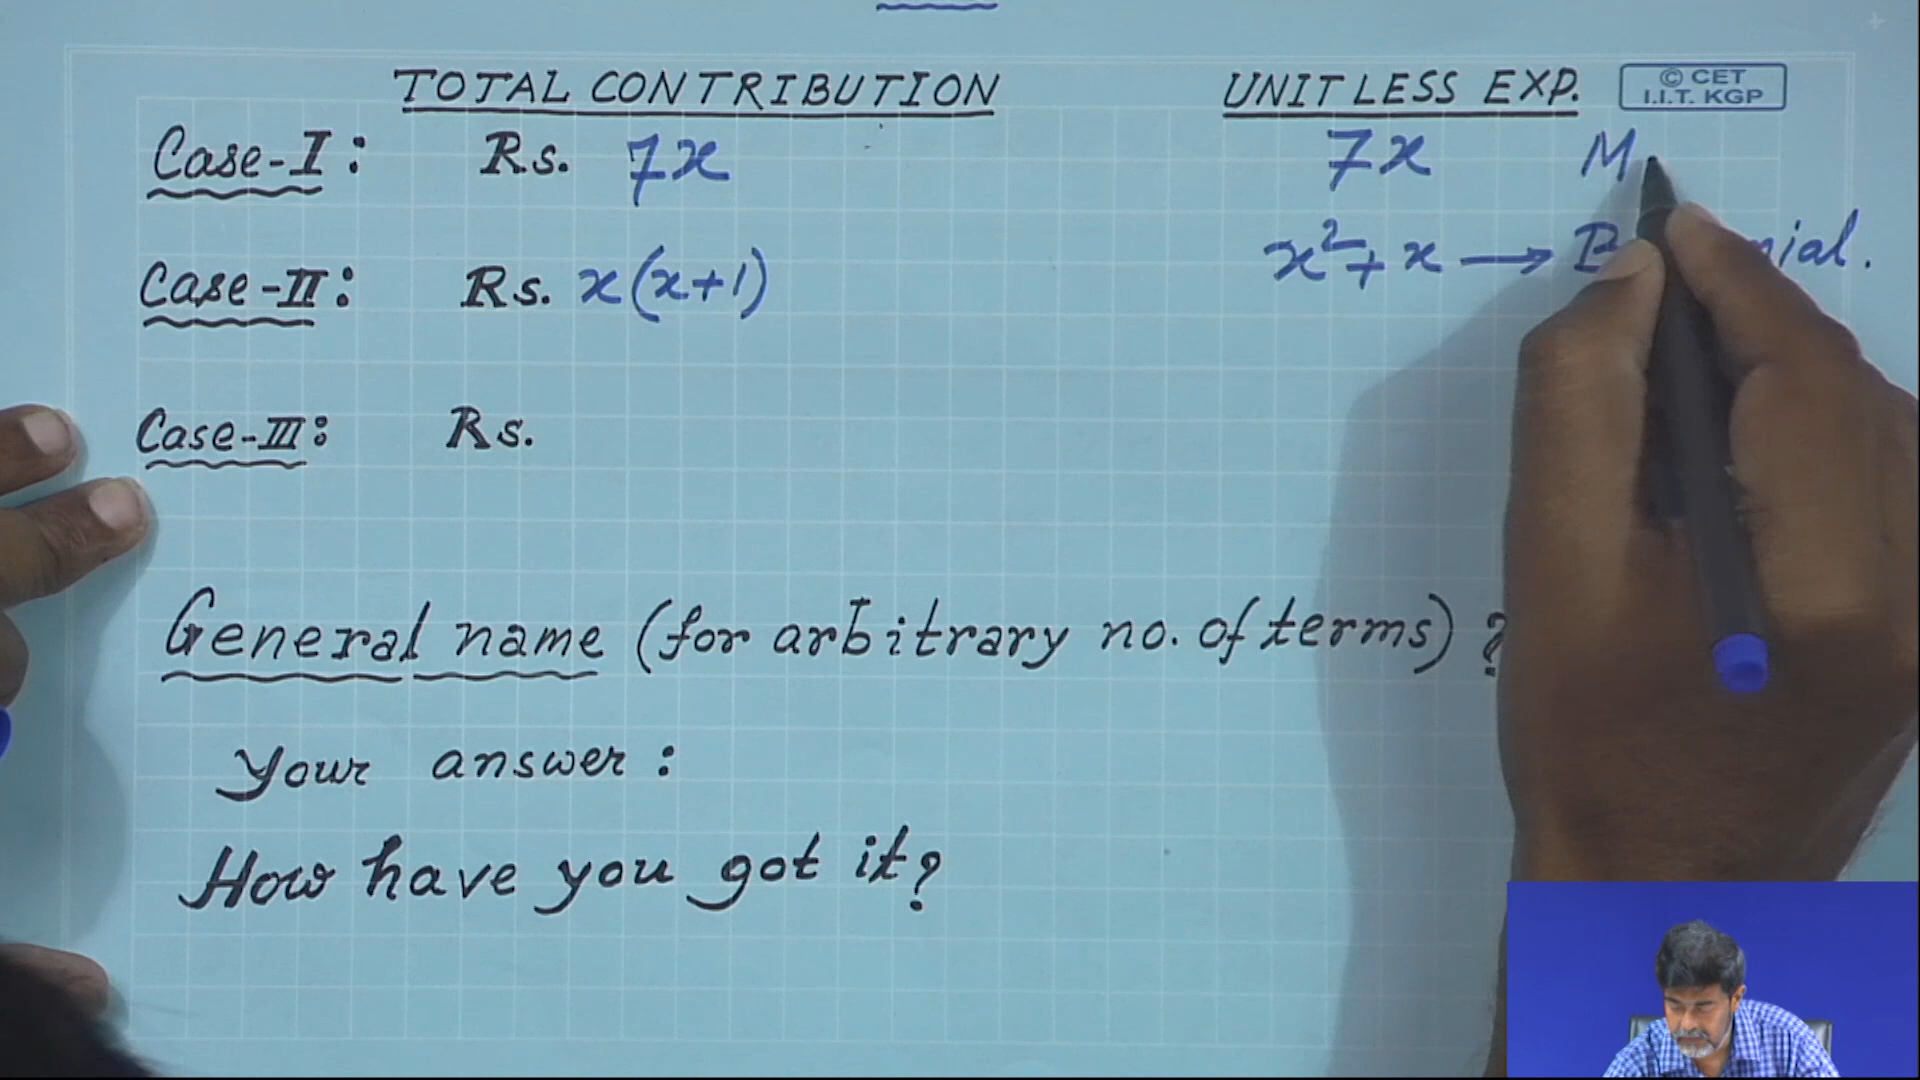 TOTAL CONTRIBUTION UNITLESS EXP. © CET
I.I.T. KGP
Case-I: Rs. 7x 7x M
Case-II: Rs. x(x+1) x²+x →
Case-III: Rs.
General name (for arbitrary no. of terms) ?
Your answer:
How have you got it?